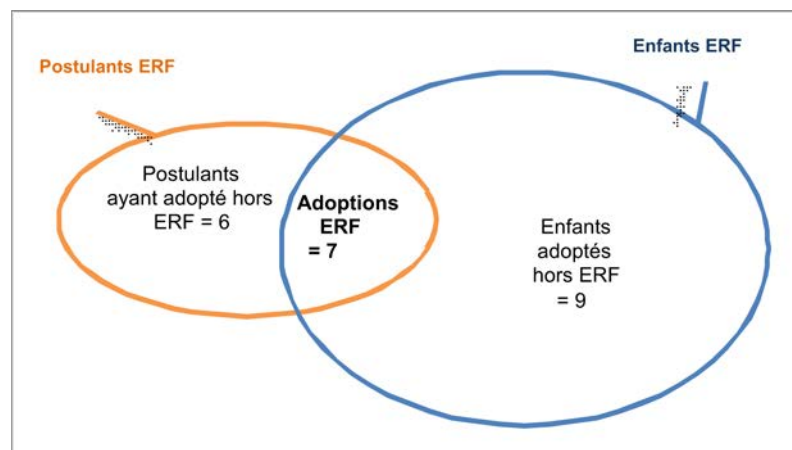 Enfants ERF
Postulants ERF
Postulants
ayant adopté hors
ERF = 6
Adoptions
ERF
= 7
Enfants
adoptés
hors ERF
= 9